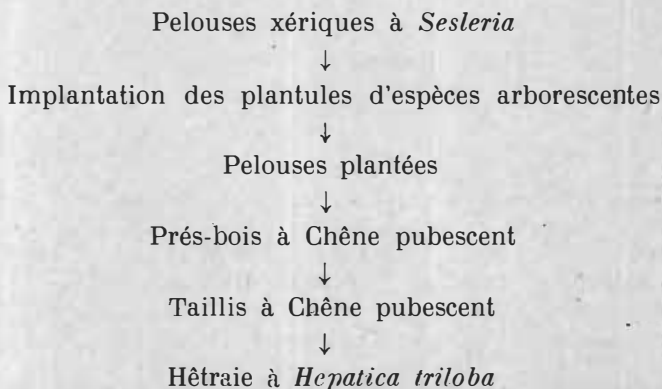 Pelouses xériques à Sesleria
↓
Implantation des plantules d'espèces arborescentes
↓
Pelouses plantées
↓
Prés-bois à Chêne pubescent
↓
Taillis à Chêne pubescent
↓
Hêtraie à Hepatica triloba